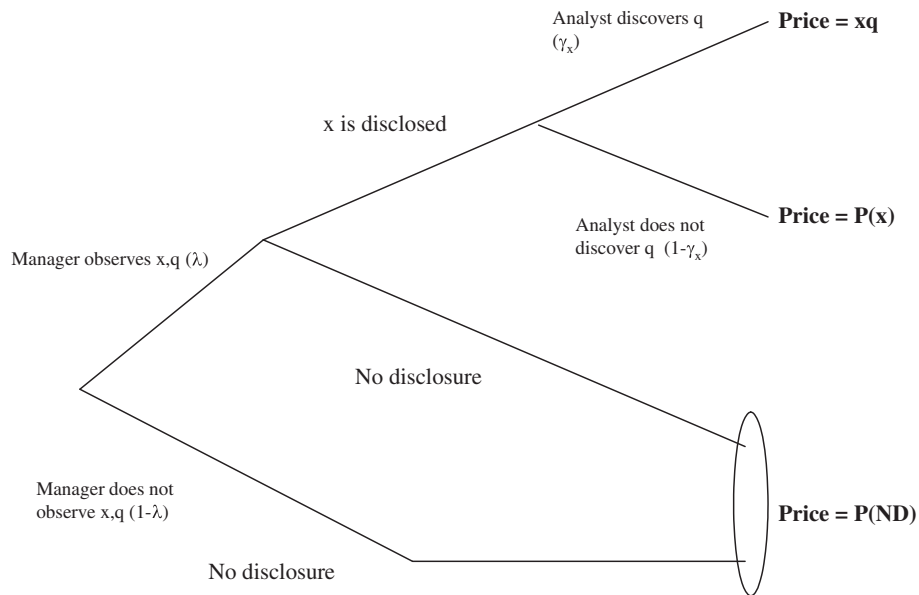 Analyst discovers q
(γx)
Price = xq
x is disclosed
Price = P(x)
Analyst does not
discover q (1-γx)
Manager observes x,q (λ)
No disclosure
Manager does not
observe x,q (1-λ)
Price = P(ND)
No disclosure